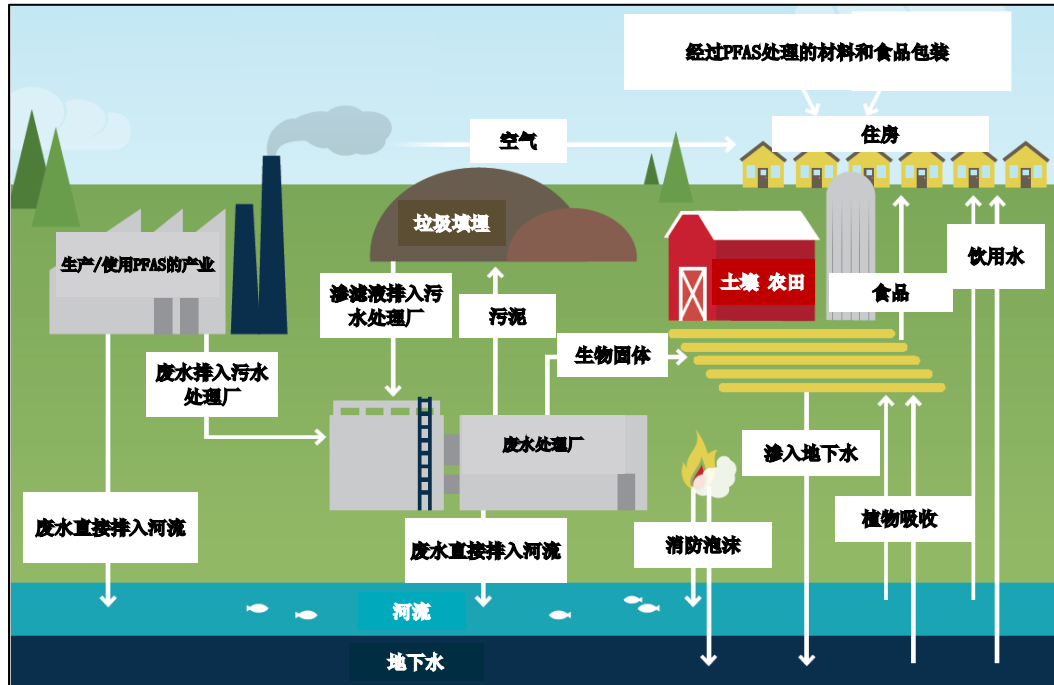 经过PFAS处理的材料和食品包装
空气
住房
垃圾填埋
生产/使用PFAS的产业
渗滤液排入污
水处理厂
污泥
土壤 农田
食品
饮用水
生物固体
废水排入污水
处理厂
废水处理厂
渗入地下水
废水直接排入河流
废水直接排入河流
消防泡沫
植物吸收
河流
地下水